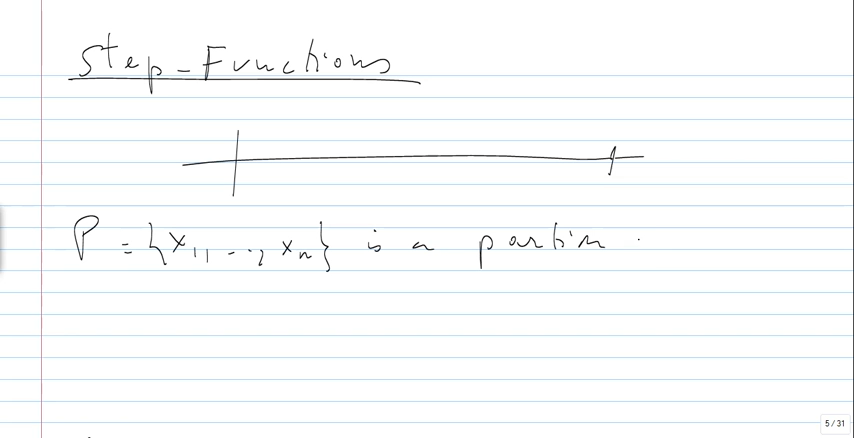 Step-Functions
P = {x1, ..., xn} is a partition.
5 / 31